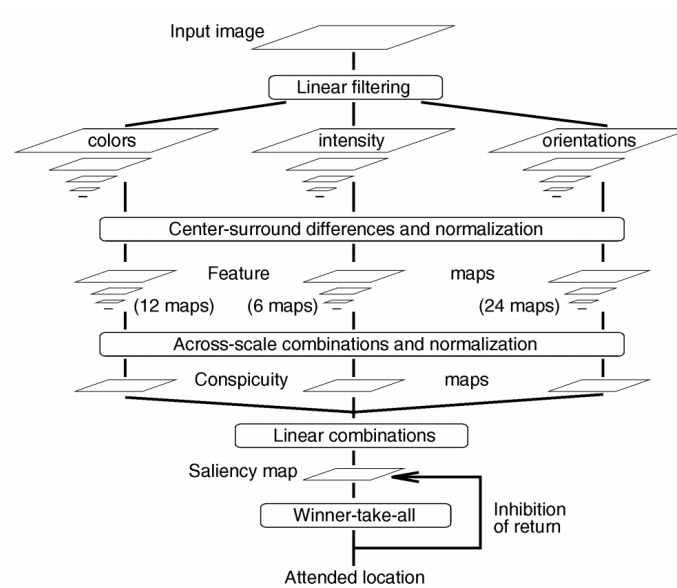 Input image
Linear filtering
colors intensity orientations
Center-surround differences and normalization
Feature maps
(12 maps) (6 maps) (24 maps)
Across-scale combinations and normalization
Conspicuity maps
Linear combinations
Saliency map
Winner-take-all
Inhibition
of return
Attended location